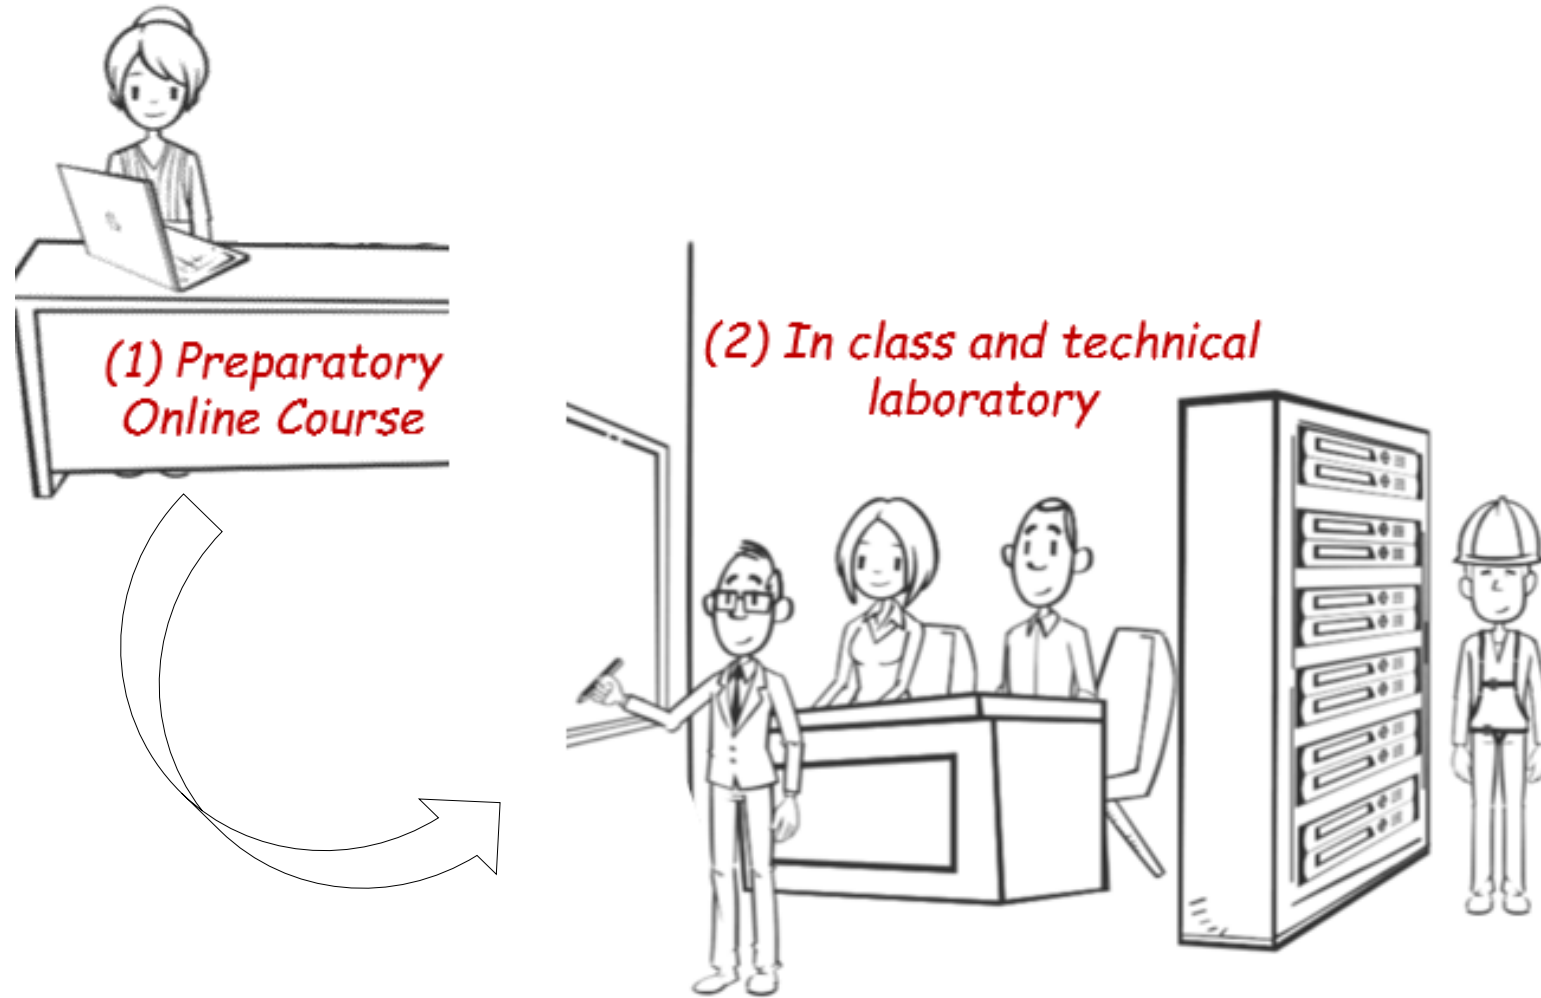 (1) Preparatory
Online Course
(2) In class and technical
laboratory